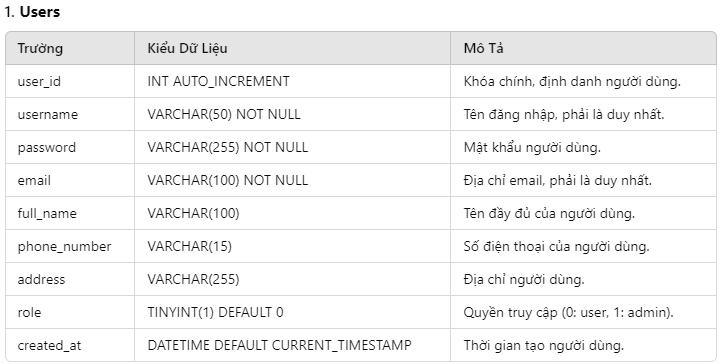 1. Users
Trường Kiểu Dữ Liệu Mô Tả
user_id INT AUTO_INCREMENT Khóa chính, định danh người dùng.
username VARCHAR(50) NOT NULL Tên đăng nhập, phải là duy nhất.
password VARCHAR(255) NOT NULL Mật khẩu người dùng.
email VARCHAR(100) NOT NULL Địa chỉ email, phải là duy nhất.
full_name VARCHAR(100) Tên đầy đủ của người dùng.
phone_number VARCHAR(15) Số điện thoại của người dùng.
address VARCHAR(255) Địa chỉ người dùng.
role TINYINT(1) DEFAULT 0 Quyền truy cập (0: user, 1: admin).
created_at DATETIME DEFAULT CURRENT_TIMESTAMP Thời gian tạo người dùng.